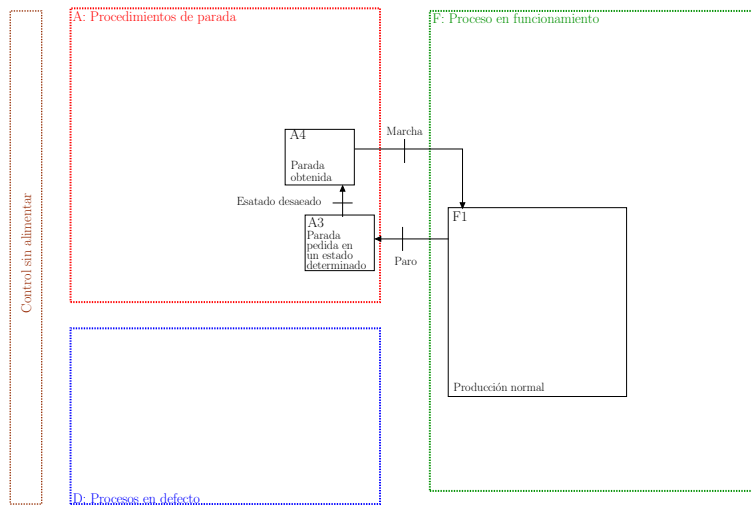 A: Procedimientos de parada
F: Proceso en funcionamiento
Control sin alimentar
A4
Parada
obtenida
Marcha
Esatado desaeado
A3
Parada
pedida en
un estado
determinado
Paro
F1
Producción normal
D: Procesos en defecto